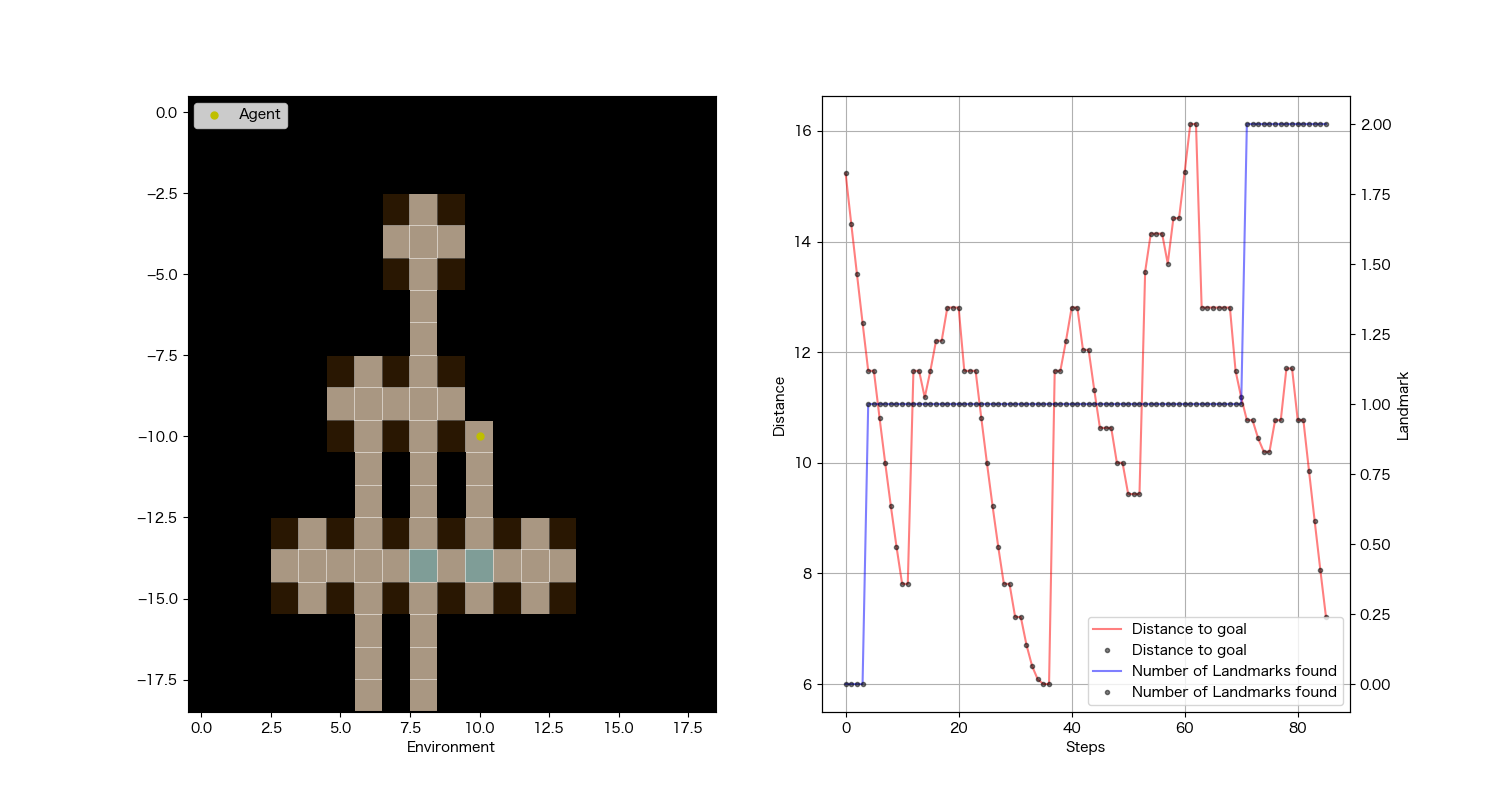 Agent
0.0
−2.5
−5.0
−7.5
−10.0
−12.5
−15.0
−17.5
0.0 2.5 5.0 7.5 10.0 12.5 15.0 17.5
Environment
16
14
12
10
8
6
Distance
2.00
1.75
1.50
1.25
1.00
0.75
0.50
0.25
0.00
Landmark
Distance to goal
Distance to goal
Number of Landmarks found
Number of Landmarks found
0 20 40 60 80
Steps